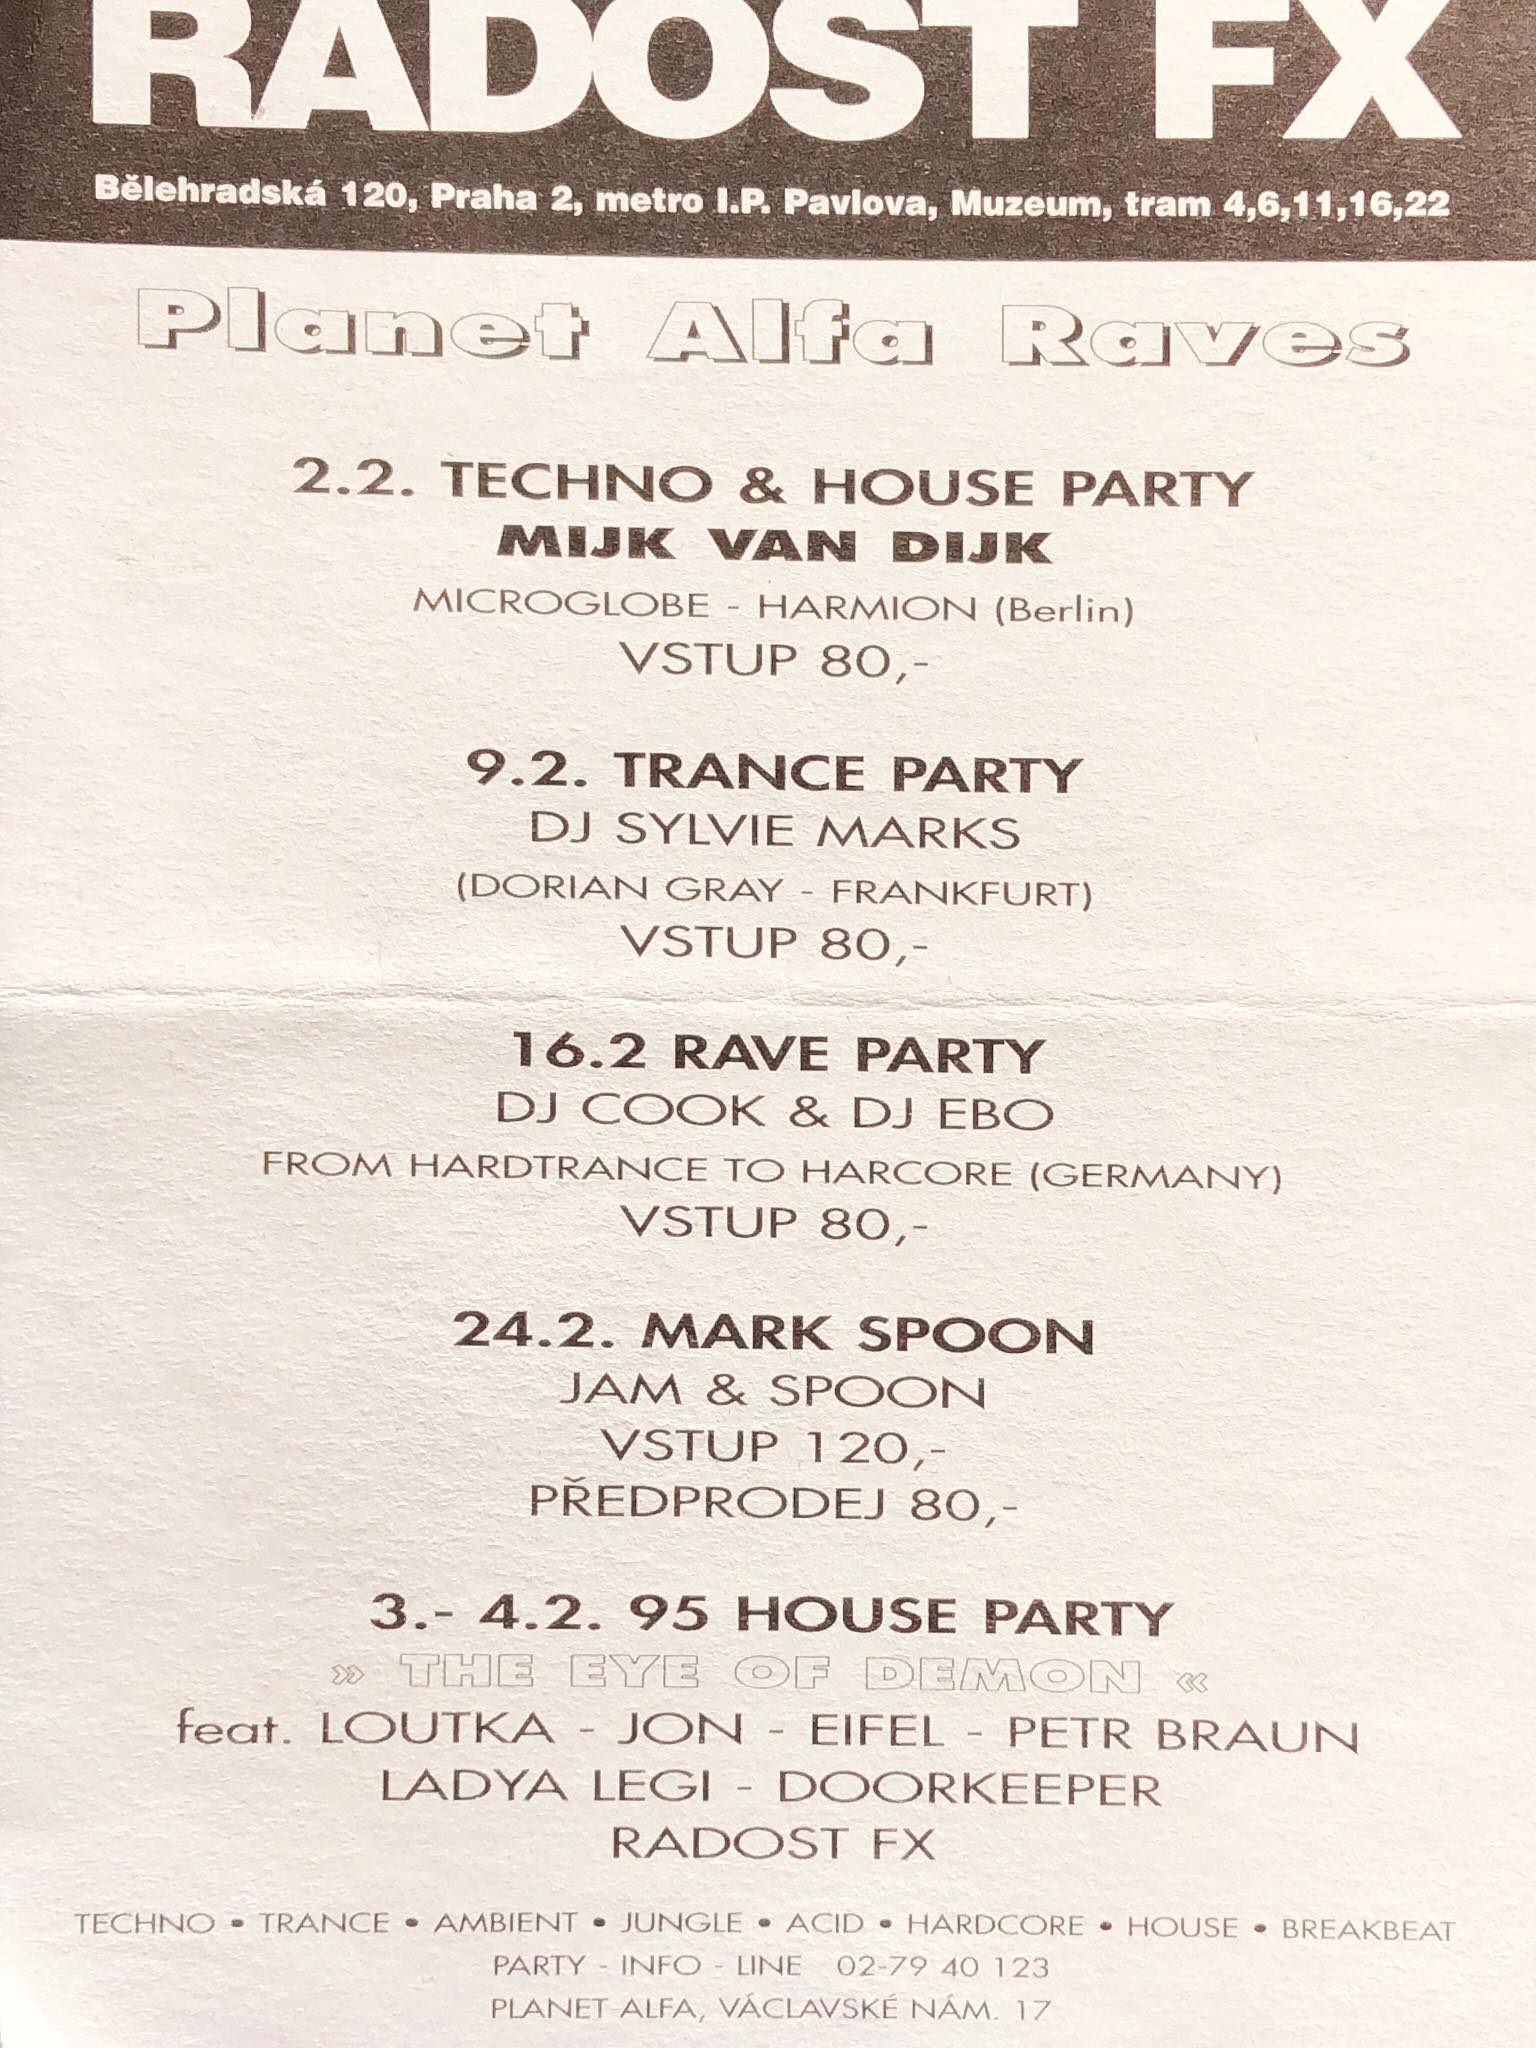 RADOST FX
Bělehradská 120, Praha 2, metro I.P. Pavlova, Muzeum, tram 4,6,11,16,22
Planet Alfa Raves
2.2. TECHNO & HOUSE PARTY
MIJK VAN DIJK
MICROGLOBE - HARMION (Berlin)
VSTUP 80,-
9.2. TRANCE PARTY
DJ SYLVIE MARKS
(DORIAN GRAY - FRANKFURT)
VSTUP 80,-
16.2 RAVE PARTY
DJ COOK & DJ EBO
FROM HARDTRANCE TO HARCORE (GERMANY)
VSTUP 80,-
24.2. MARK SPOON
JAM & SPOON
VSTUP 120,-
PŘEDPRODEJ 80,-
3.- 4.2. 95 HOUSE PARTY
» THE EYE OF DEMON «
feat. LOUTKA - JON - EIFEL - PETR BRAUN
LADYA LEGI - DOORKEEPER
RADOST FX
TECHNO • TRANCE • AMBIENT • JUNGLE • ACID • HARDCORE • HOUSE • BREAKBEAT
PARTY - INFO - LINE 02-79 40 123
PLANET ALFA, VÁCLAVSKÉ NÁM. 17